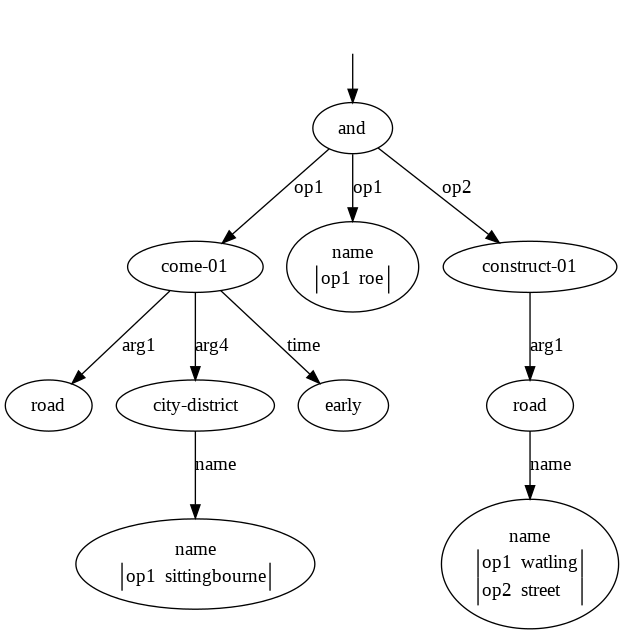 and
op1 op1 op2
come-01
name
op1 roe
construct-01
arg1 arg4 time arg1
road city-district early road
name name
name
op1 sittingbourne
name
op1 watling
op2 street